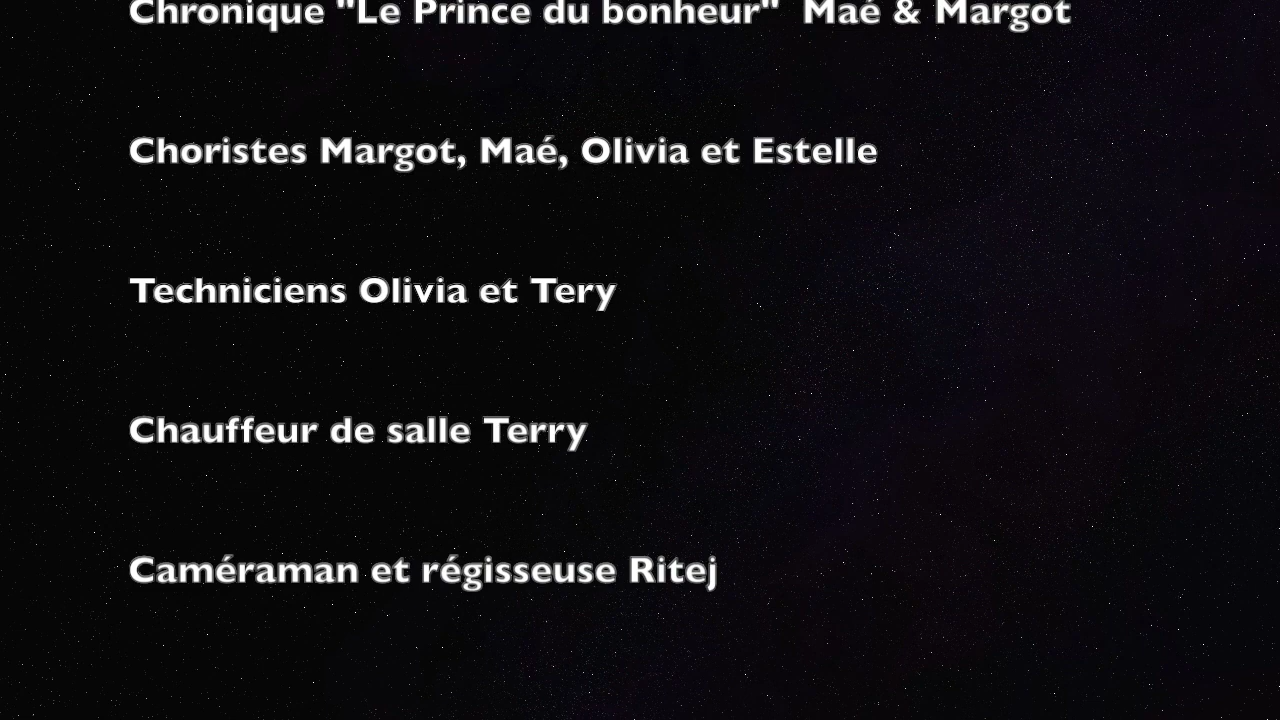 Chronique "Le Prince du bonheur"  Maé & Margot
Choristes Margot, Maé, Olivia et Estelle
Techniciens Olivia et Tery
Chauffeur de salle Terry
Caméraman et régisseuse Ritej